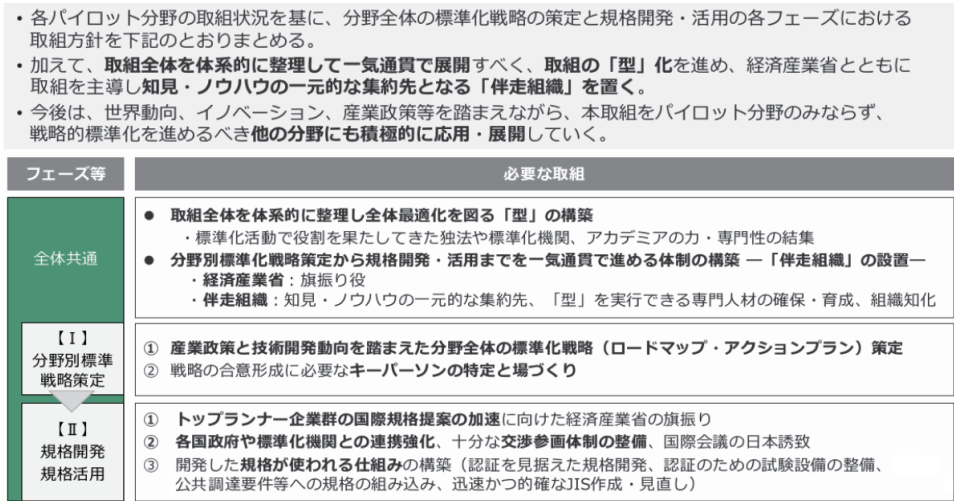 ・各パイロット分野の取組状況を基に、分野全体の標準化戦略の策定と規格開発・活用の各フェーズにおける
取組方針を下記のとおりまとめる。
・加えて、取組全体を体系的に整理して一気通貫で展開すべく、取組の「型」化を進め、経済産業省とともに
取組を主導し知見・ノウハウの一元的な集約先となる「伴走組織」を置く。
・今後は、世界動向、イノベーション、産業政策等を踏まえながら、本取組をパイロット分野のみならず、
戦略的標準化を進めるべき他の分野にも積極的に応用・展開していく。
フェーズ等
必要な取組
全体共通
● 取組全体を体系的に整理し全体最適化を図る「型」の構築
・標準化活動で役割を果たしてきた独法や標準化機関、アカデミアの力・専門性の結集
● 分野別標準化戦略策定から規格開発・活用までを一気通貫で進める体制の構築 ―「伴走組織」の設置―
・経済産業省：旗振り役
・伴走組織：知見・ノウハウの一元的な集約先、「型」を実行できる専門人材の確保・育成、組織知化
【Ⅰ】
分野別標準
戦略策定
① 産業政策と技術開発動向を踏まえた分野全体の標準化戦略（ロードマップ・アクションプラン）策定
② 戦略の合意形成に必要なキーパーソンの特定と場づくり
【Ⅱ】
規格開発
規格活用
① トップランナー企業群の国際規格提案の加速に向けた経済産業省の旗振り
② 各国政府や標準化機関との連携強化、十分な交渉参画体制の整備、国際会議の日本誘致
③ 開発した規格が使われる仕組みの構築（認証を見据えた規格開発、認証のための試験設備の整備、
公共調達要件等への規格の組み込み、迅速かつ的確なJIS作成・見直し）